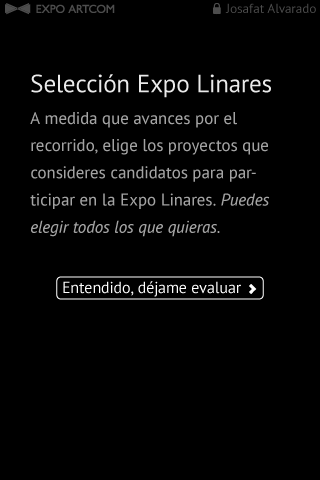 EXPO ARTCOM
Josafat Alvarado
Selección Expo Linares
A medida que avances por el
recorrido, elige los proyectos que
consideres candidatos para par-
ticipar en la Expo Linares. Puedes
elegir todos los que quieras.
Entendido, déjame evaluar